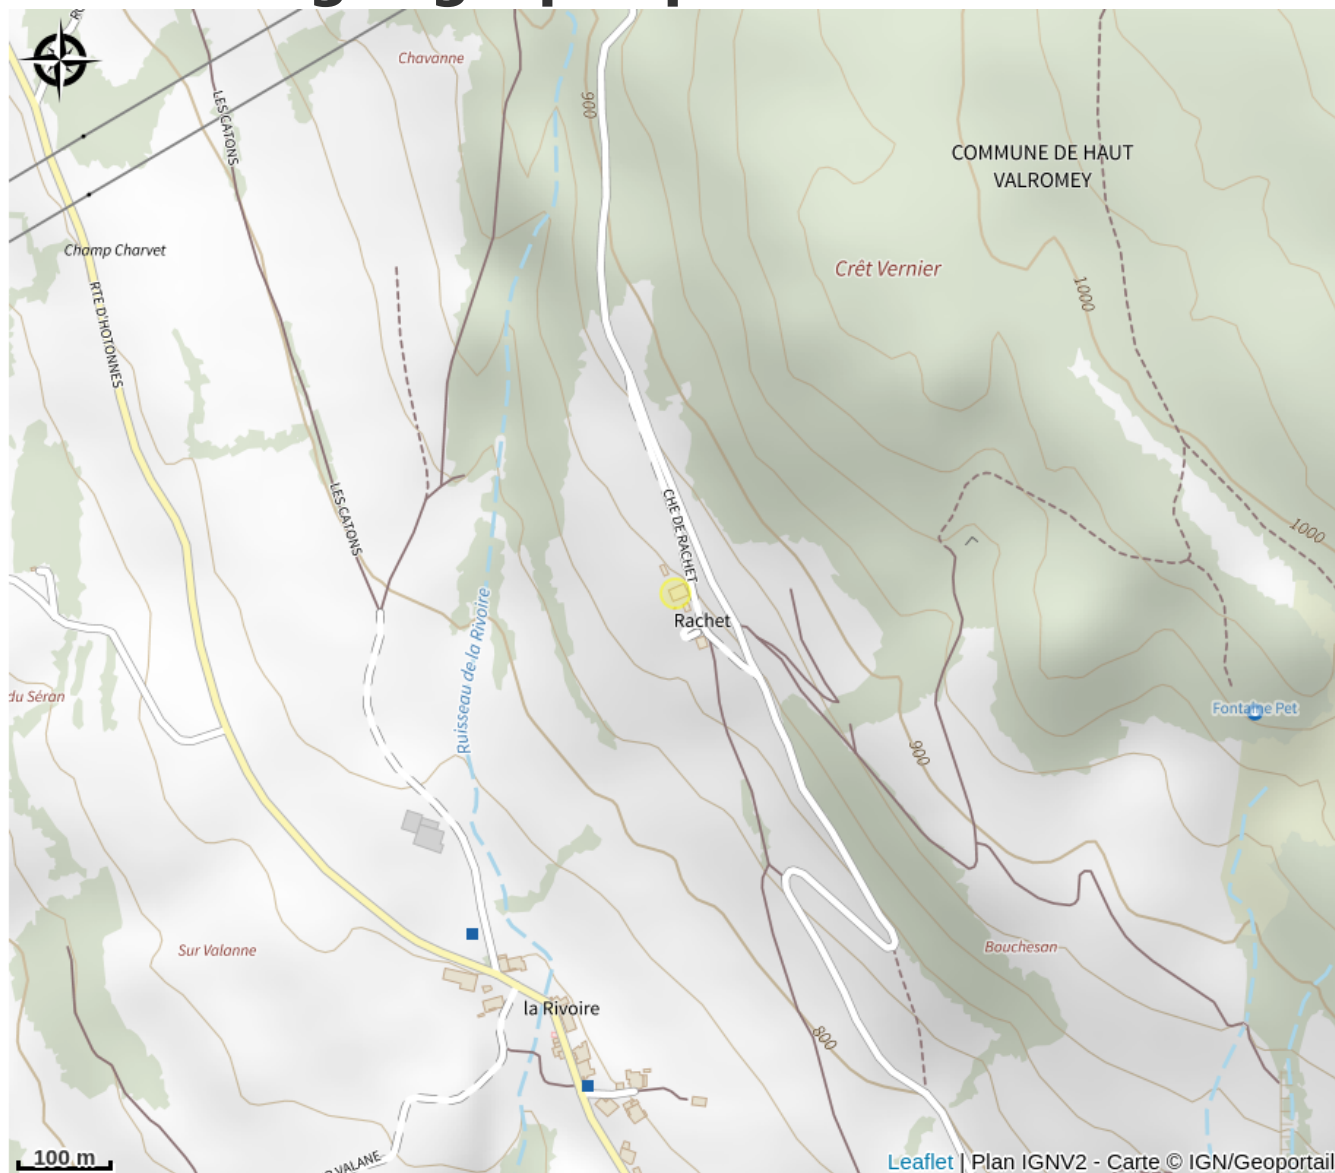 Chavanne
900
LES CATONS
COMMUNE DE HAUT
VALROMEY
Champ Charvet
Crêt Vernier
1000
RTE D'HOTONNES
LES CATONS
CHE DE RACHET
1000
Rachet
Ruisseau de la Rivoire
du Séran
Fontaine Pet
900
Sur Valanne
Bouchesan
la Rivoire
800
VALANE
100 m
Leaflet | Plan IGNV2 - Carte © IGN/Geoportail